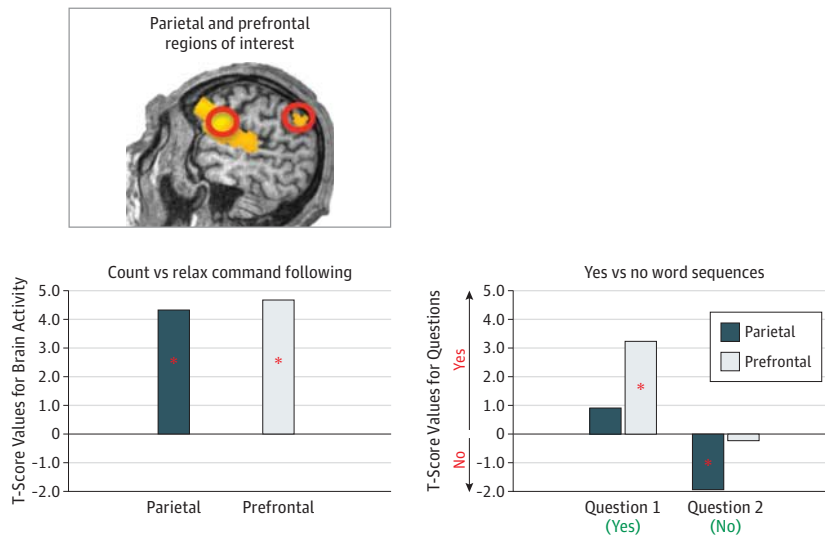 Parietal and prefrontal
regions of interest
Count vs relax command following
T-Score Values for Brain Activity
5.0
4.0
3.0
2.0
1.0
0
-1.0
-2.0
*
*
Parietal
Prefrontal
Yes vs no word sequences
T-Score Values for Questions
Yes
No
5.0
4.0
3.0
2.0
1.0
0
-1.0
-2.0
Parietal
Prefrontal
*
*
Question 1
(Yes)
Question 2
(No)